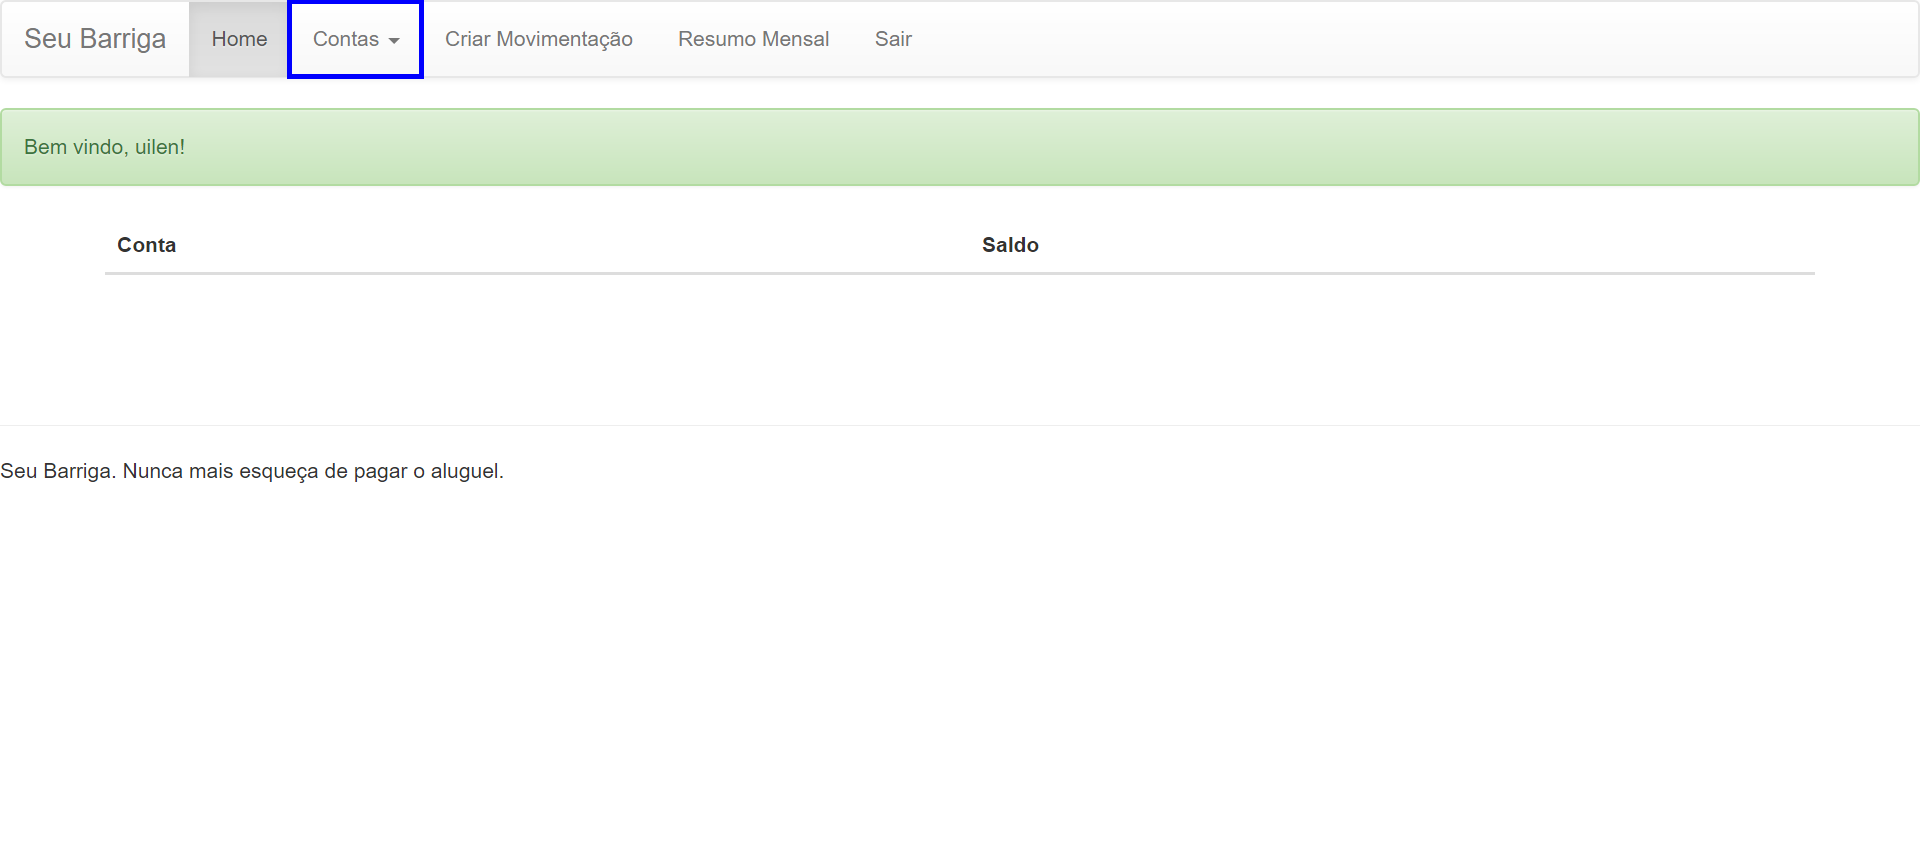 Seu Barriga Home Contas Criar Movimentação Resumo Mensal Sair
Bem vindo, uilen!
Conta Saldo
Seu Barriga. Nunca mais esqueça de pagar o aluguel.